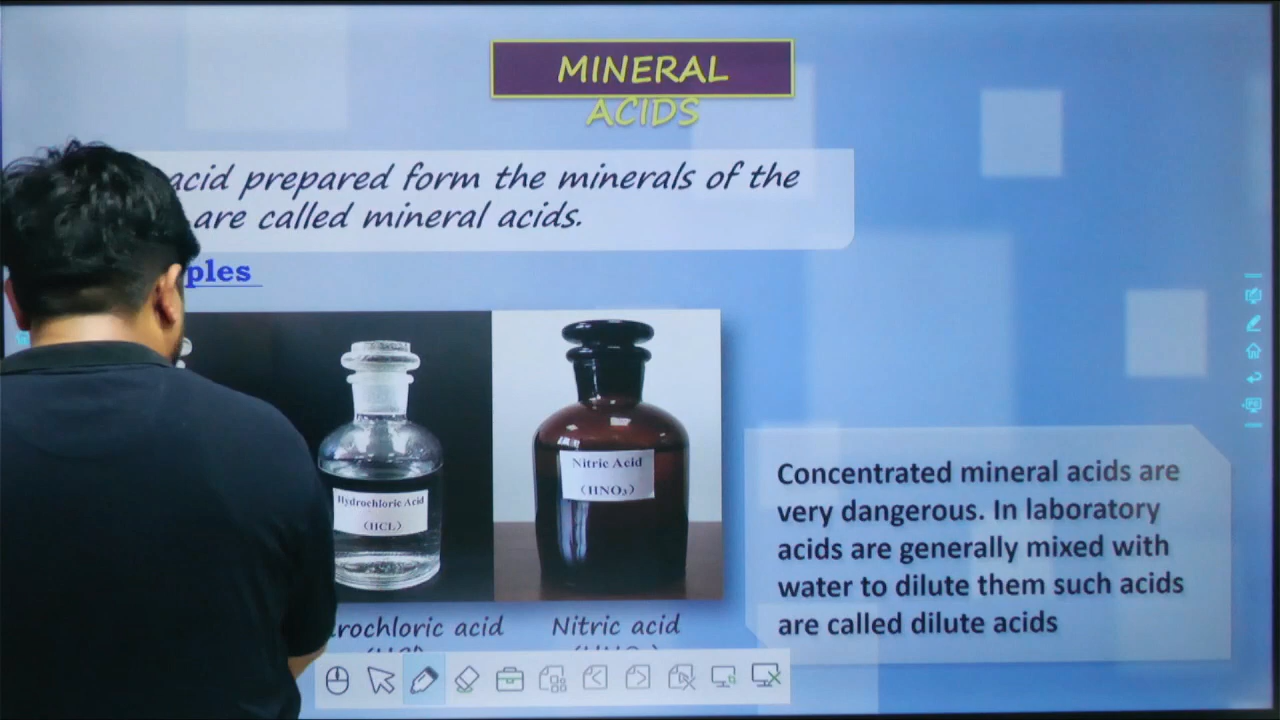 MINERAL
ACIDS
acid prepared form the minerals of the
are called mineral acids.
ples
Hydrochloric Acid
(HCL)
Nitric Acid
(HNO₃)
rochloric acid
Nitric acid
Concentrated mineral acids are
very dangerous. In laboratory
acids are generally mixed with
water to dilute them such acids
are called dilute acids